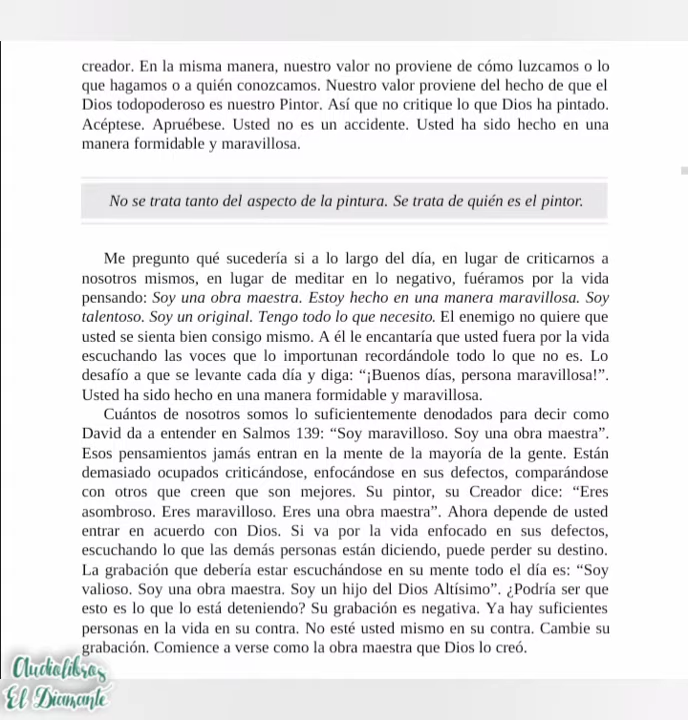 creador. En la misma manera, nuestro valor no proviene de cómo luzcamos o lo
que hagamos o a quién conozcamos. Nuestro valor proviene del hecho de que el
Dios todopoderoso es nuestro Pintor. Así que no critique lo que Dios ha pintado.
Acéptese. Apruébese. Usted no es un accidente. Usted ha sido hecho en una
manera formidable y maravillosa.
No se trata tanto del aspecto de la pintura. Se trata de quién es el pintor.
Me pregunto qué sucedería si a lo largo del día, en lugar de criticarnos a
nosotros mismos, en lugar de meditar en lo negativo, fuéramos por la vida
pensando: Soy una obra maestra. Estoy hecho en una manera maravillosa. Soy
talentoso. Soy un original. Tengo todo lo que necesito. El enemigo no quiere que
usted se sienta bien consigo mismo. A él le encantaría que usted fuera por la vida
escuchando las voces que lo importunan recordándole todo lo que no es. Lo
desafío a que se levante cada día y diga: “¡Buenos días, persona maravillosa!”.
Usted ha sido hecho en una manera formidable y maravillosa.
Cuántos de nosotros somos lo suficientemente denodados para decir como
David da a entender en Salmos 139: “Soy maravilloso. Soy una obra maestra”.
Esos pensamientos jamás entran en la mente de la mayoría de la gente. Están
demasiado ocupados criticándose, enfocándose en sus defectos, comparándose
con otros que creen que son mejores. Su pintor, su Creador dice: “Eres
asombroso. Eres maravilloso. Eres una obra maestra”. Ahora depende de usted
entrar en acuerdo con Dios. Si va por la vida enfocado en sus defectos,
escuchando lo que las demás personas están diciendo, puede perder su destino.
La grabación que debería estar escuchándose en su mente todo el día es: “Soy
valioso. Soy una obra maestra. Soy un hijo del Dios Altísimo”. ¿Podría ser que
esto es lo que lo está deteniendo? Su grabación es negativa. Ya hay suficientes
personas en la vida en su contra. No esté usted mismo en su contra. Cambie su
grabación. Comience a verse como la obra maestra que Dios lo creó.
Audiolibros
El Diamante